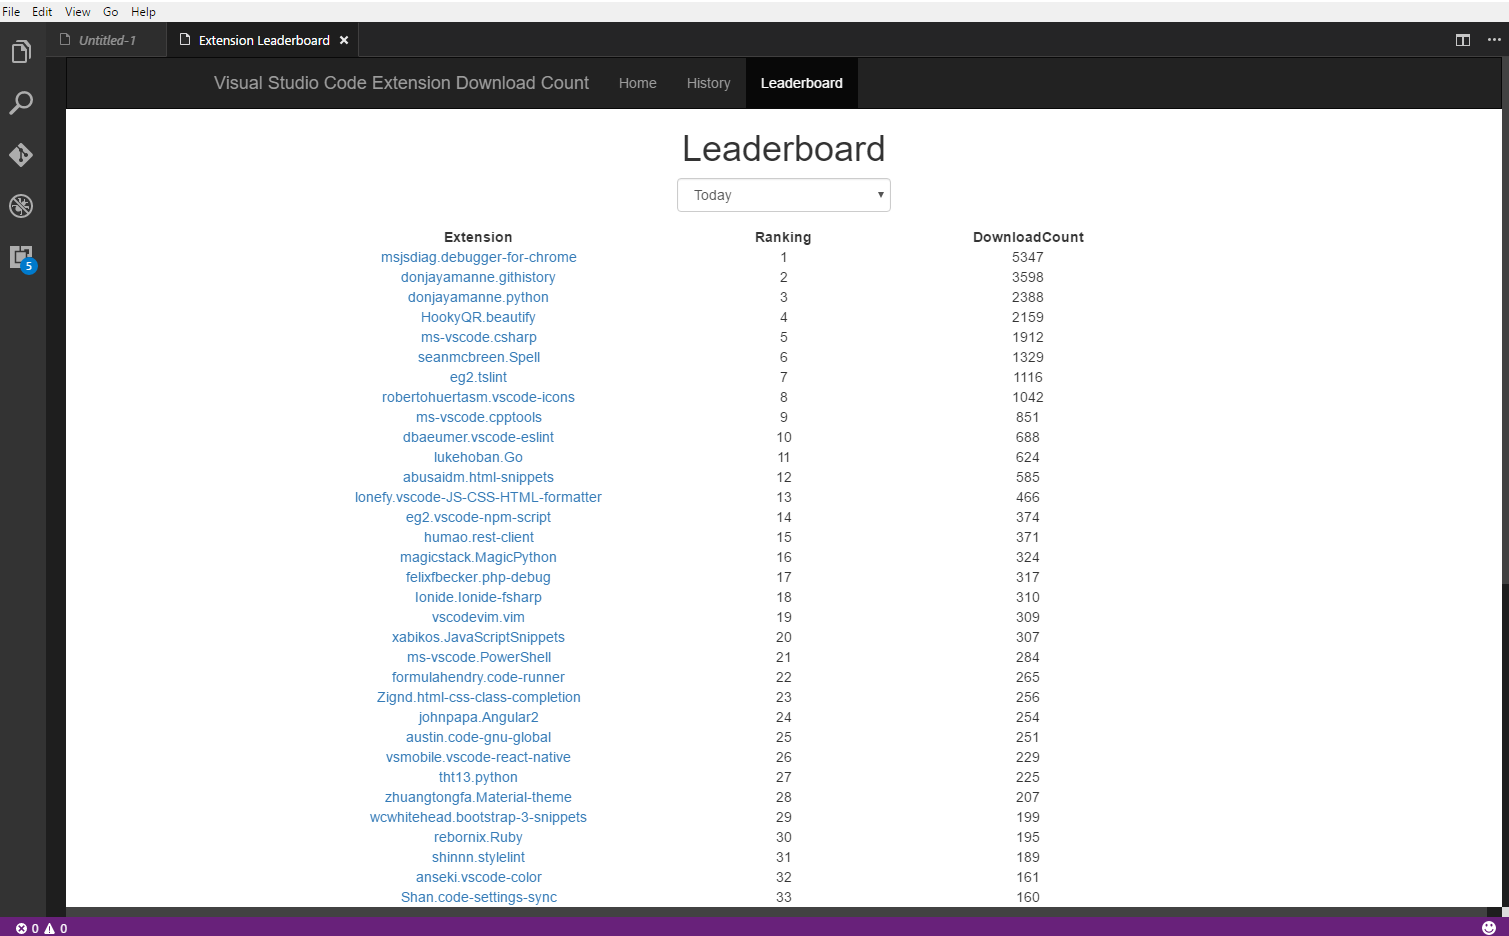 File Edit View Go Help
Untitled-1 Extension Leaderboard
Visual Studio Code Extension Download Count Home History Leaderboard
Leaderboard
Today
Extension Ranking DownloadCount
msjsdiag.debugger-for-chrome 1 5347
donjayamanne.githistory 2 3598
donjayamanne.python 3 2388
HookyQR.beautify 4 2159
ms-vscode.csharp 5 1912
seanmcbreen.Spell 6 1329
eg2.tslint 7 1116
robertohuertasm.vscode-icons 8 1042
ms-vscode.cpptools 9 851
dbaeumer.vscode-eslint 10 688
lukehoban.Go 11 624
abusaidm.html-snippets 12 585
lonefy.vscode-JS-CSS-HTML-formatter 13 466
eg2.vscode-npm-script 14 374
humao.rest-client 15 371
magicstack.MagicPython 16 324
felixfbecker.php-debug 17 317
Ionide.Ionide-fsharp 18 310
vscodevim.vim 19 309
xabikos.JavaScriptSnippets 20 307
ms-vscode.PowerShell 21 284
formulahendry.code-runner 22 265
Zignd.html-css-class-completion 23 256
johnpapa.Angular2 24 254
austin.code-gnu-global 25 251
vsmobile.vscode-react-native 26 229
tht13.python 27 225
zhuangtongfa.Material-theme 28 207
wcwhitehead.bootstrap-3-snippets 29 199
rebornix.Ruby 30 195
shinnn.stylelint 31 189
anseki.vscode-color 32 161
Shan.code-settings-sync 33 160
5
0 0